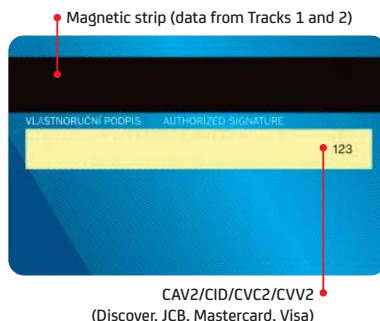 Magnetic strip (data from Tracks 1 and 2)
VLASTNORUČNÍ PODPIS AUTHORIZED SIGNATURE
123
CAV2/CID/CVC2/CVV2
(Discover, JCB, Mastercard, Visa)